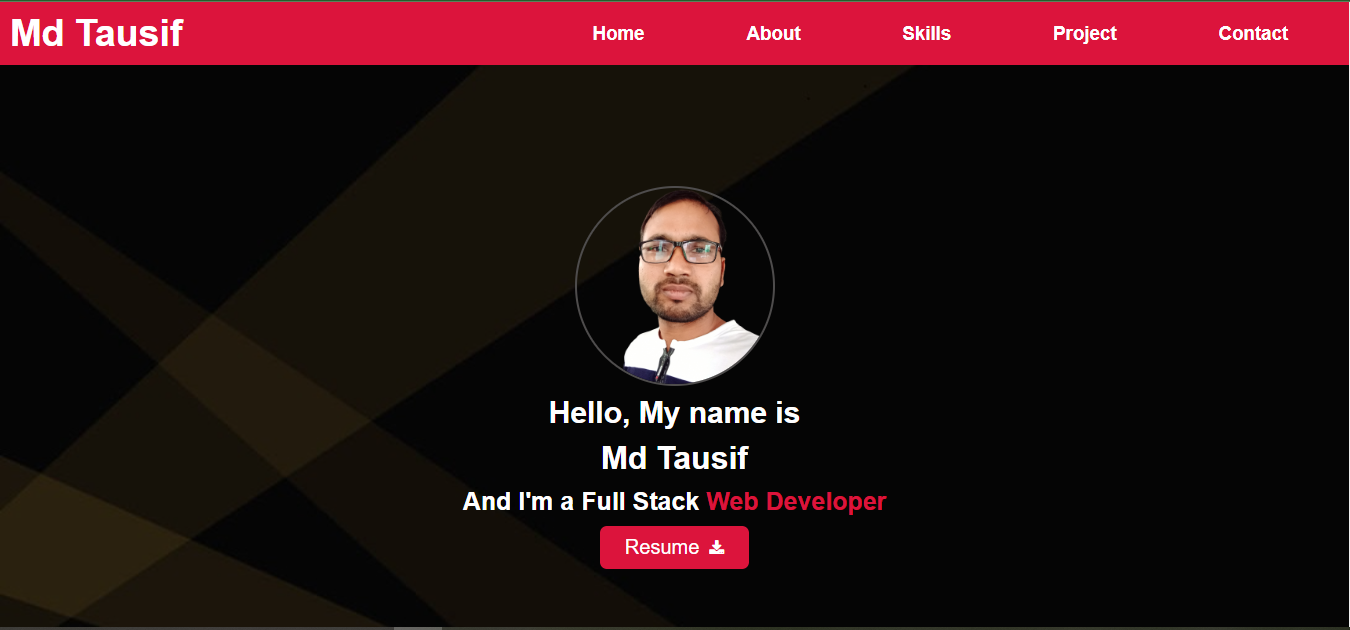 Md Tausif
Home About Skills Project Contact
Hello, My name is
Md Tausif
And I'm a Full Stack Web Developer
Resume